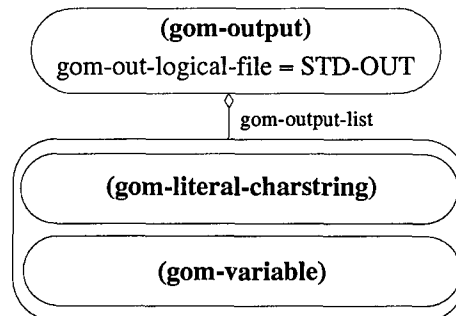 (gom-output)
gom-out-logical-file = STD-OUT
gom-output-list
(gom-literal-charstring)
(gom-variable)